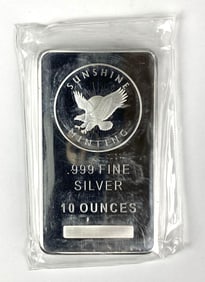 SUNSHINE
MINTING
.999 FINE
SILVER
10 OUNCES